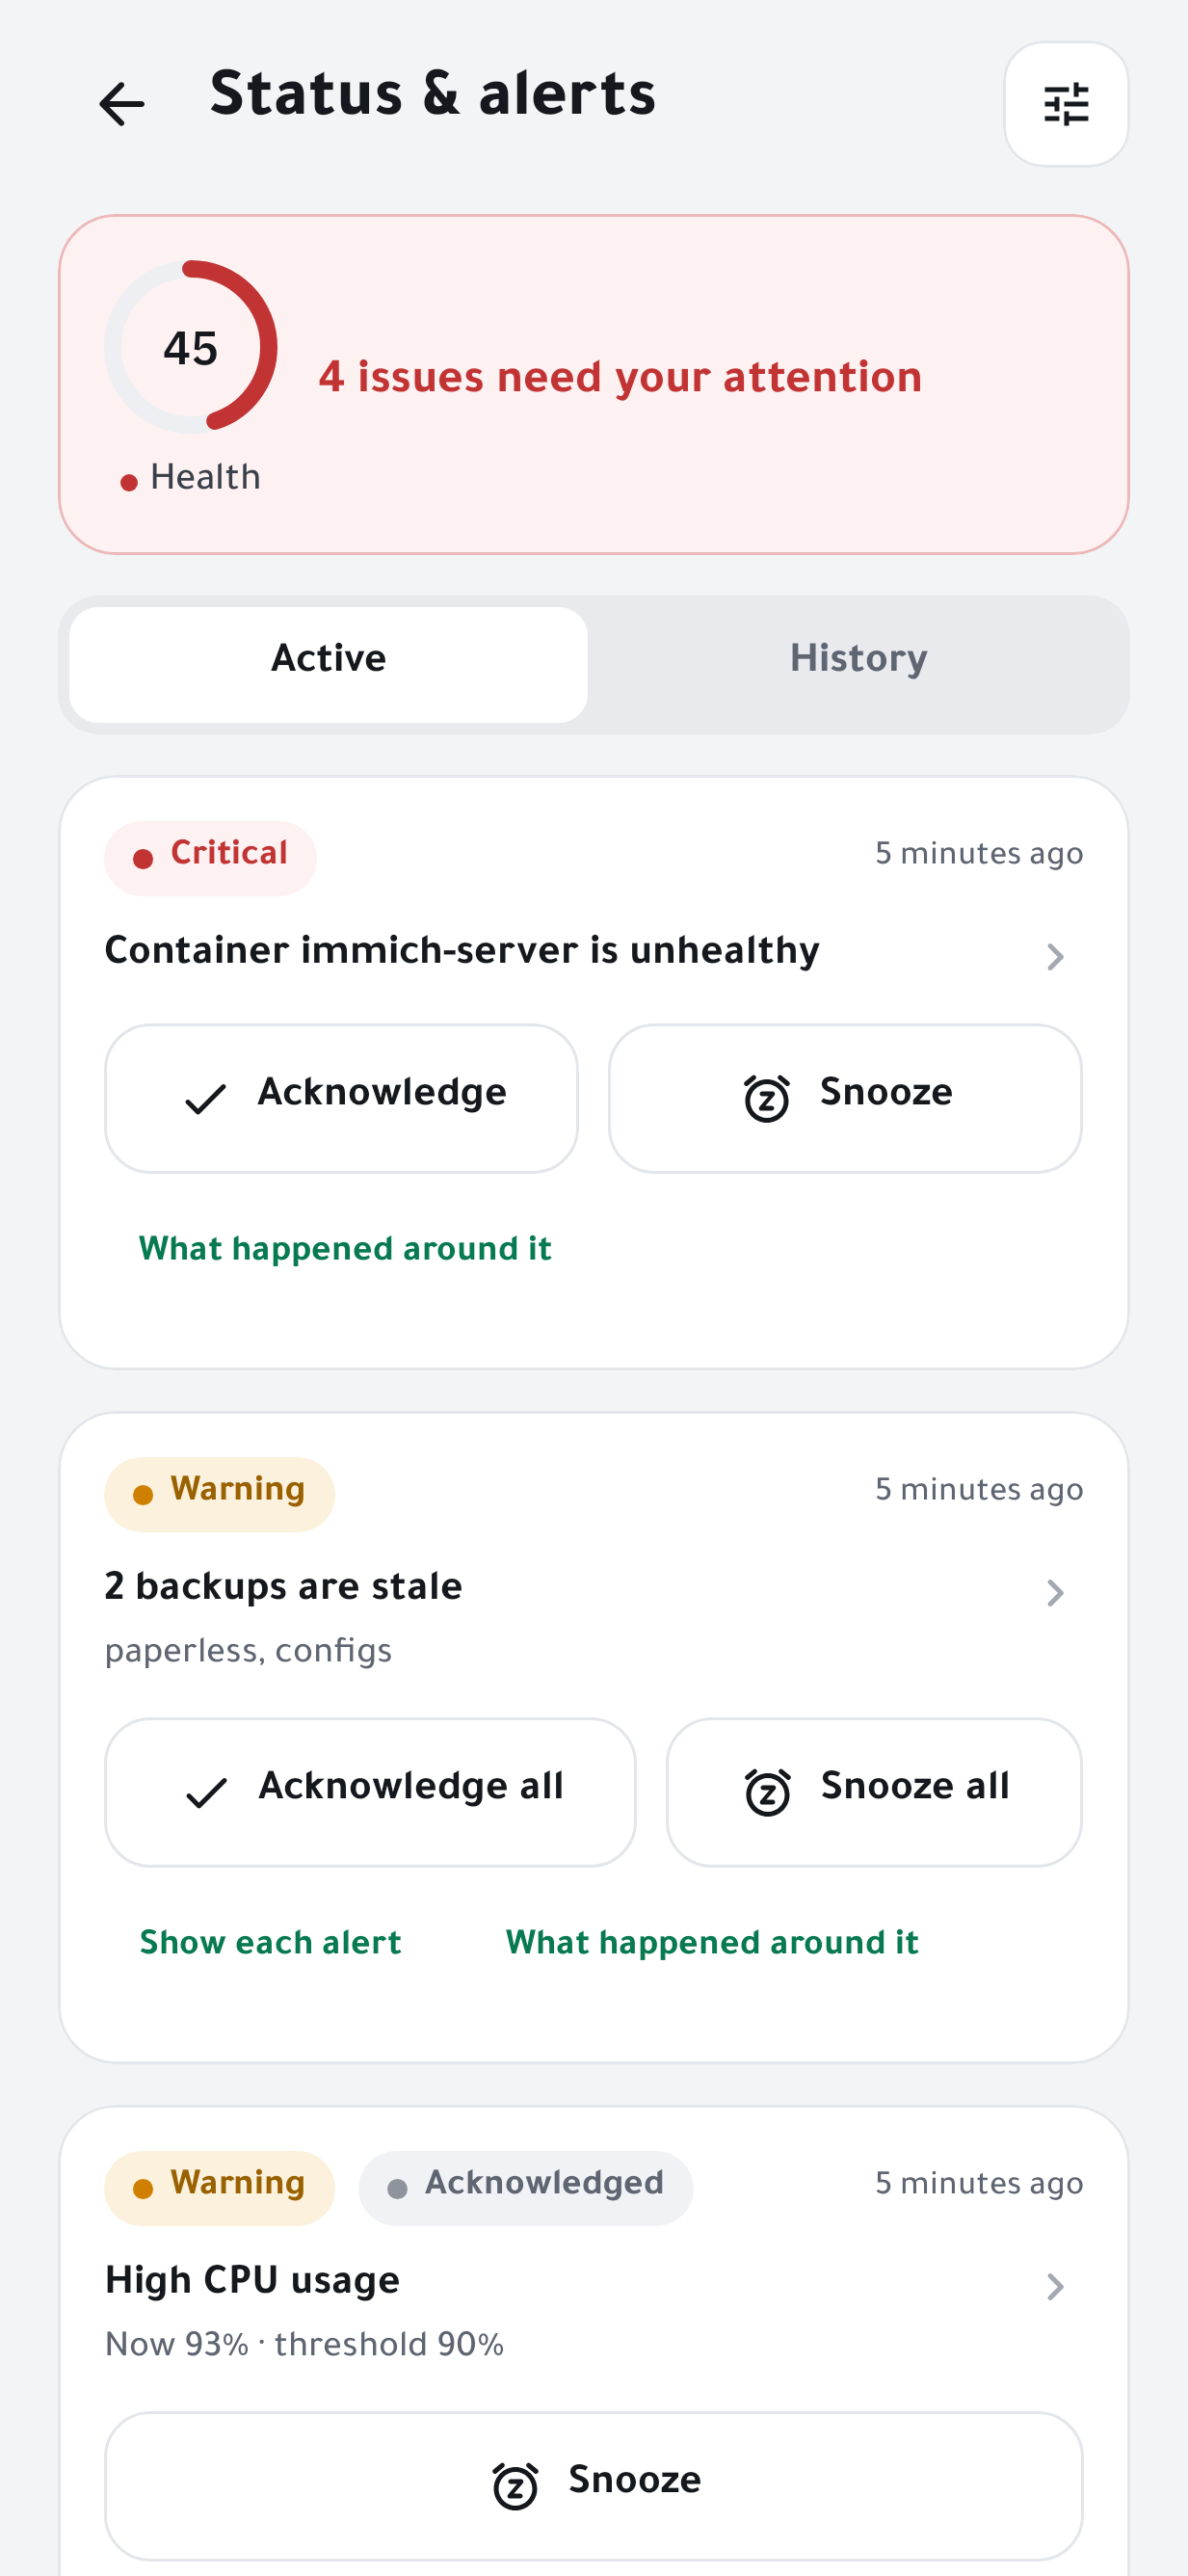 Status & alerts
45
4 issues need your attention
Health
Active
History
Critical
5 minutes ago
Container immich-server is unhealthy
Acknowledge
Snooze
What happened around it
Warning
5 minutes ago
2 backups are stale
paperless, configs
Acknowledge all
Snooze all
Show each alert
What happened around it
Warning
Acknowledged
5 minutes ago
High CPU usage
Now 93% · threshold 90%
Snooze